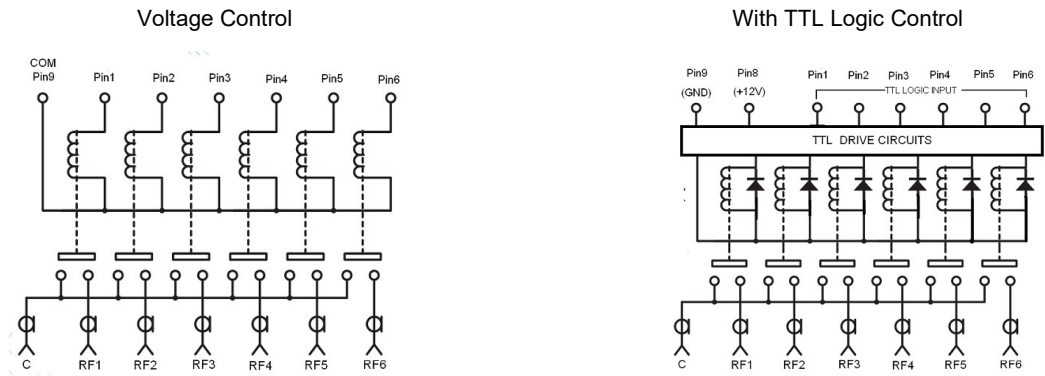 Voltage Control
With TTL Logic Control
COM
Pin9 Pin1 Pin2 Pin3 Pin4 Pin5 Pin6
Pin9 Pin8 Pin1 Pin2 Pin3 Pin4 Pin5 Pin6
(GND) (+12V) TTL LOGIC INPUT
TTL DRIVE CIRCUITS
C RF1 RF2 RF3 RF4 RF5 RF6
C RF1 RF2 RF3 RF4 RF5 RF6